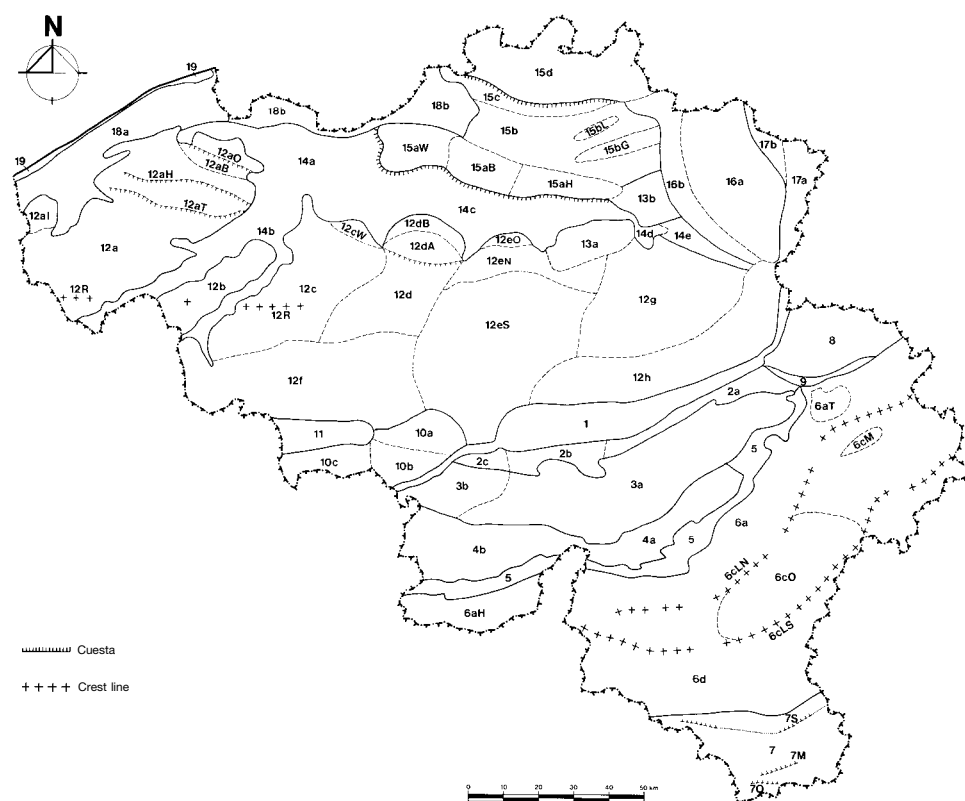 N
19
15d
18b
18b
15c
18a
15b
15bL
17b
12aO
15aW
15bG
19
12aB
14a
15aB
16a
17a
12aH
15aH
16b
13b
12aT
14c
12aI
12dB
12cW
14d
14e
14b
12dA
12eO
13a
12a
12eN
12R
12b
12c
12d
12g
12R
12eS
8
12f
12h
9
2a
6aT
1
11
10a
6cM
2b
5
10c
10b
2c
3b
3a
6a
4b
4a
5
6cLN
6cO
5
6aH
6cLS
Cuesta
Crest line
6d
7S
7
7M
7O
0 10 20 30 40 50 km